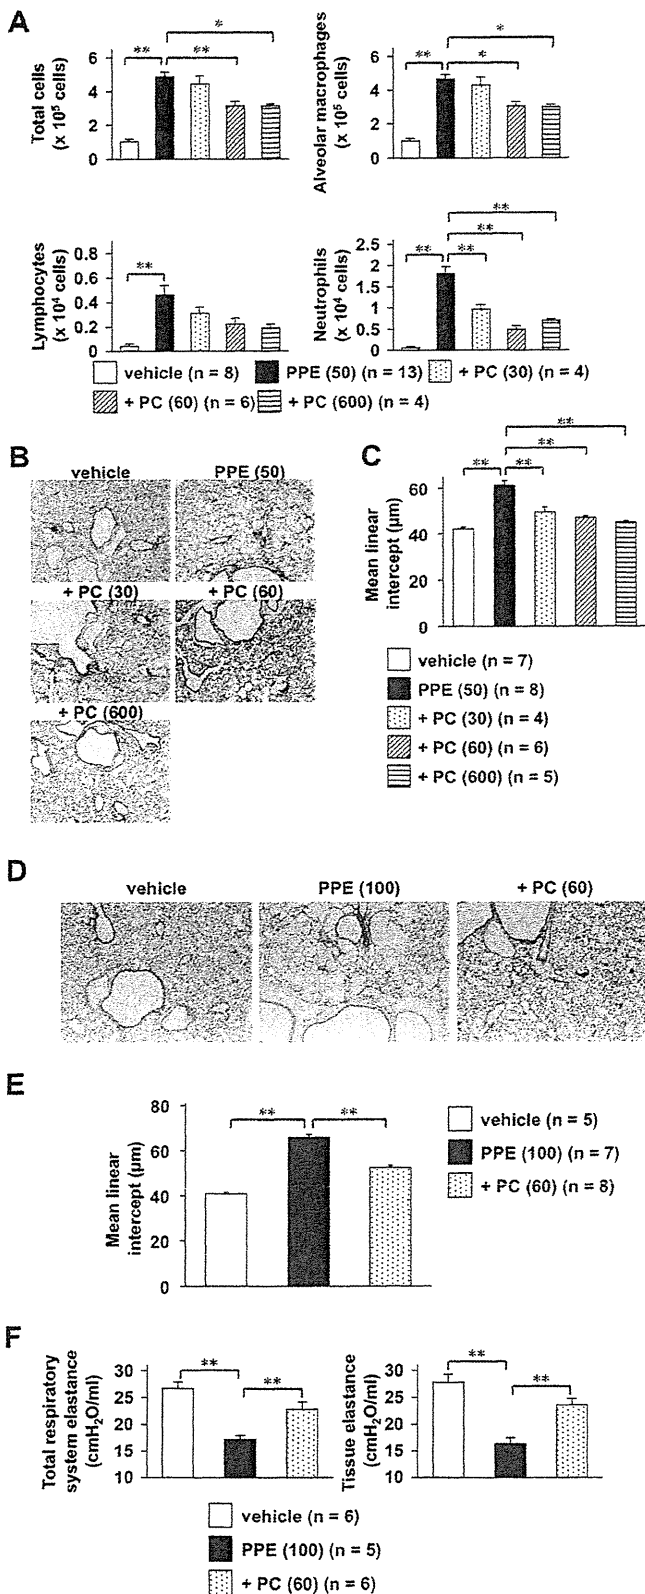 A
Total cells
(x 10⁵ cells)
6
4
2
0
**
**
*
Alveolar macrophages
(x 10⁵ cells)
6
4
2
0
**
*
*
Lymphocytes
(x 10⁴ cells)
0.8
0.6
0.4
0.2
0
**
Neutrophils
(x 10⁴ cells)
2.5
2
1.5
1
0.5
0
**
**
**
**
vehicle (n = 8) PPE (50) (n = 13) + PC (30) (n = 4)
+ PC (60) (n = 6) + PC (600) (n = 4)
B
vehicle PPE (50)
+ PC (30) + PC (60)
+ PC (600)
C
Mean linear
intercept (µm)
60
40
20
0
**
**
**
**
vehicle (n = 7)
PPE (50) (n = 8)
+ PC (30) (n = 4)
+ PC (60) (n = 6)
+ PC (600) (n = 5)
D
vehicle PPE (100) + PC (60)
E
Mean linear
intercept (µm)
80
60
40
20
0
**
**
vehicle (n = 5)
PPE (100) (n = 7)
+ PC (60) (n = 8)
F
Total respiratory
system elastance
(cmH₂O/ml)
30
25
20
15
10
**
**
Tissue elastance
(cmH₂O/ml)
30
25
20
15
10
**
**
vehicle (n = 6)
PPE (100) (n = 5)
+ PC (60) (n = 6)